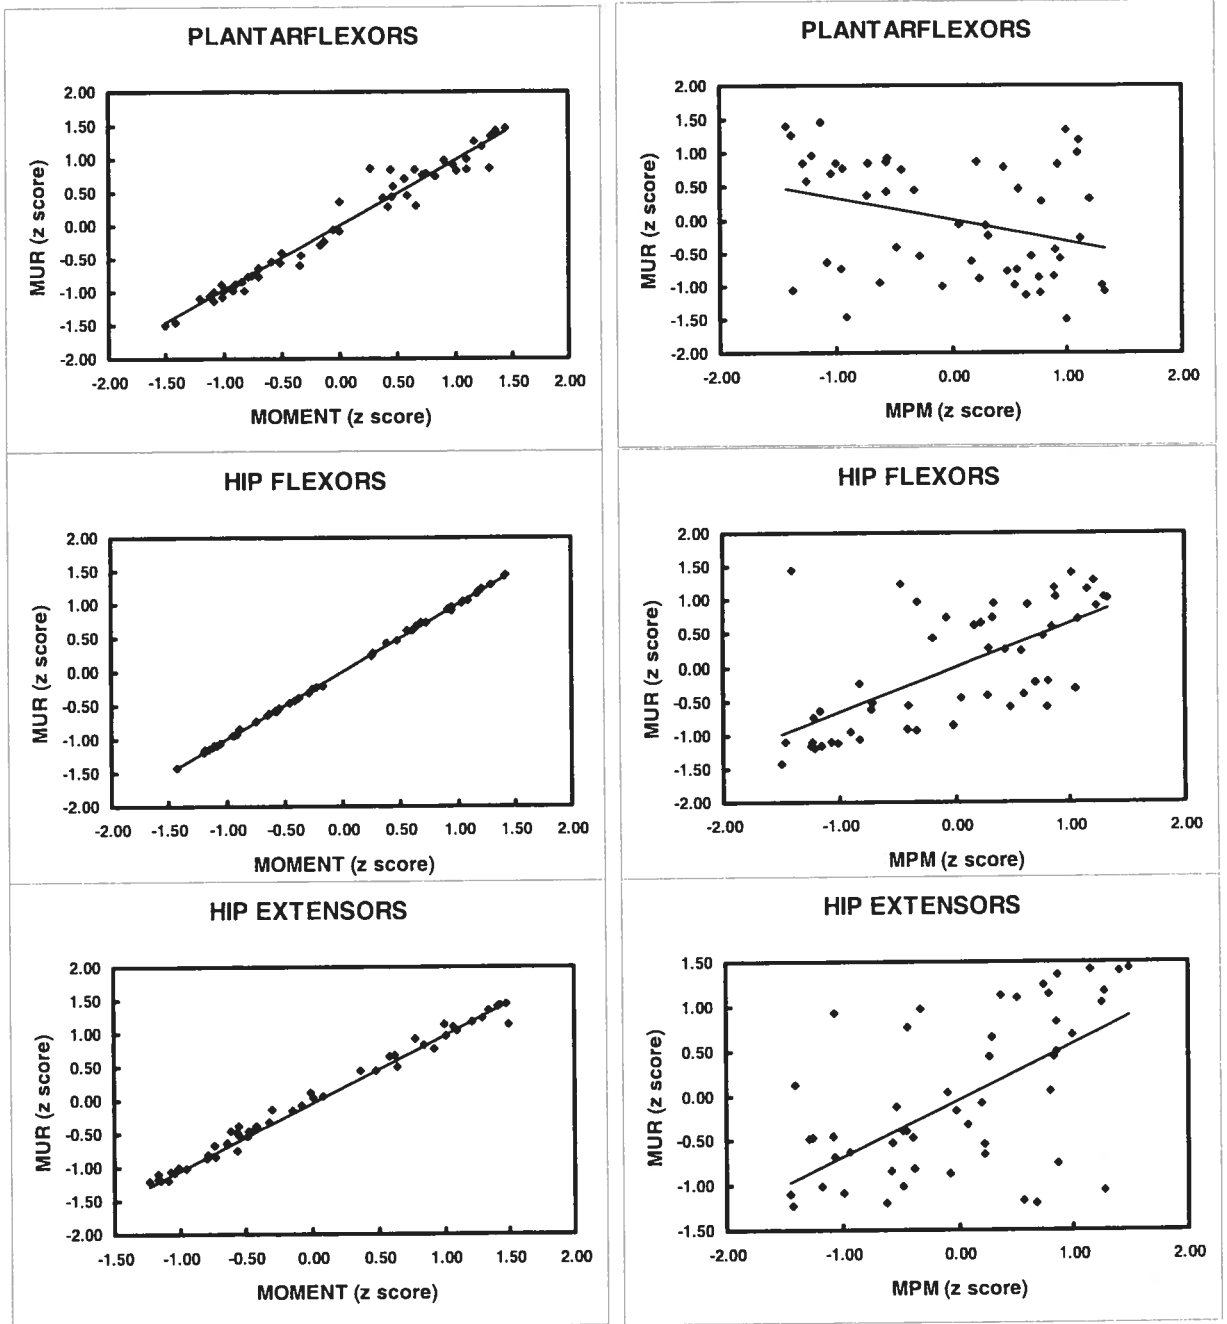 PLANTARFLEXORS
2.00
1.50
1.00
0.50
0.00
-0.50
-1.00
-1.50
-2.00
MUR (z score)
-2.00 -1.50 -1.00 -0.50 0.00 0.50 1.00 1.50 2.00
MOMENT (z score)
PLANTARFLEXORS
2.00
1.50
1.00
0.50
0.00
-0.50
-1.00
-1.50
-2.00
MUR (z score)
-2.00 -1.00 0.00 1.00 2.00
MPM (z score)
HIP FLEXORS
2.00
1.50
1.00
0.50
0.00
-0.50
-1.00
-1.50
-2.00
MUR (z score)
-2.00 -1.50 -1.00 -0.50 0.00 0.50 1.00 1.50 2.00
MOMENT (z score)
HIP FLEXORS
2.00
1.50
1.00
0.50
0.00
-0.50
-1.00
-1.50
-2.00
MUR (z score)
-2.00 -1.00 0.00 1.00 2.00
MPM (z score)
HIP EXTENSORS
2.00
1.50
1.00
0.50
0.00
-0.50
-1.00
-1.50
-2.00
MUR (z score)
-1.50 -1.00 -0.50 0.00 0.50 1.00 1.50 2.00
MOMENT (z score)
HIP EXTENSORS
1.50
1.00
0.50
0.00
-0.50
-1.00
-1.50
MUR (z score)
-2.00 -1.00 0.00 1.00 2.00
MPM (z score)